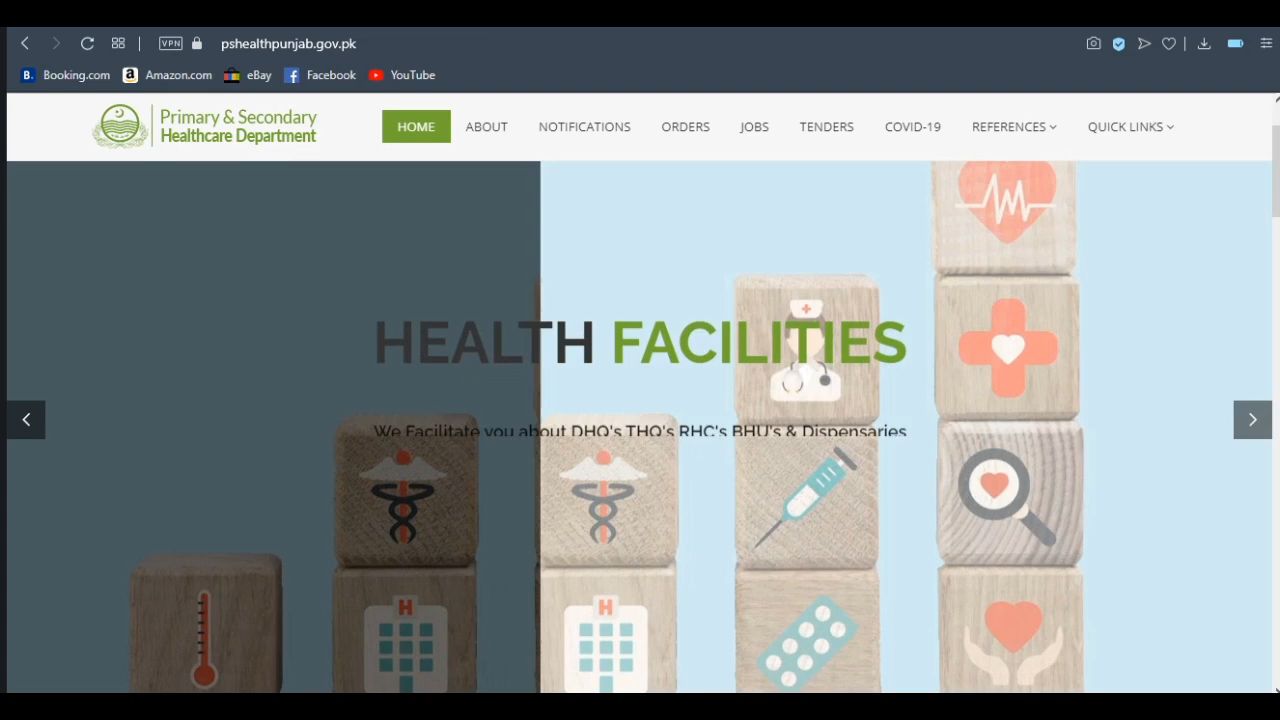 VPN pshealthpunjab.gov.pk
B. Booking.com a Amazon.com eBay f Facebook YouTube
Primary & Secondary
Healthcare Department
HOME ABOUT NOTIFICATIONS ORDERS JOBS TENDERS COVID-19 REFERENCES QUICK LINKS
HEALTH FACILITIES
We Facilitate you about DHQ's THQ's RHC's BHU's & Dispensaries
H H